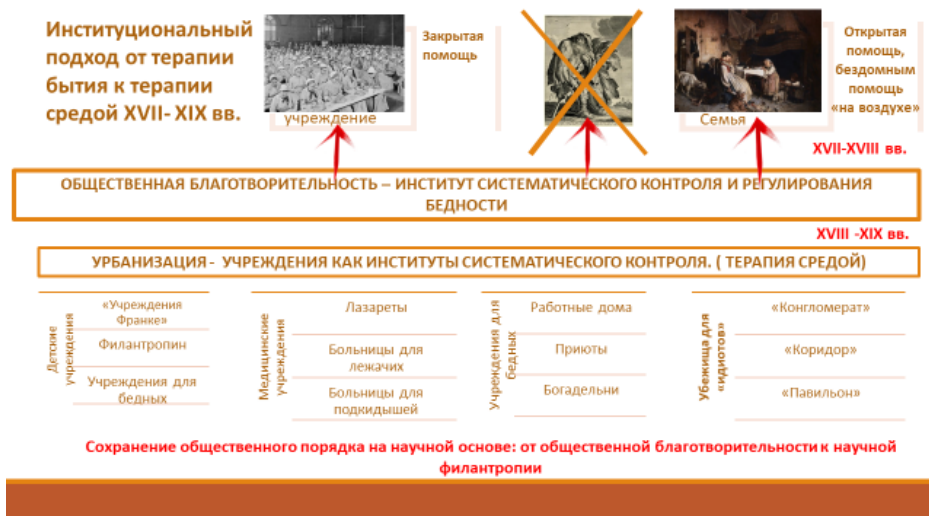 Институциональный
подход от терапии
бытия к терапии
средой XVII- XIX вв.
учреждение
Закрытая
помощь
Семья
Открытая
помощь,
бездомным
помощь
«на воздухе»
XVII-XVIII вв.
ОБЩЕСТВЕННАЯ БЛАГОТВОРИТЕЛЬНОСТЬ – ИНСТИТУТ СИСТЕМАТИЧЕСКОГО КОНТРОЛЯ И РЕГУЛИРОВАНИЯ
БЕДНОСТИ
XVIII -XIX вв.
УРБАНИЗАЦИЯ - УЧРЕЖДЕНИЯ КАК ИНСТИТУТЫ СИСТЕМАТИЧЕСКОГО КОНТРОЛЯ. ( ТЕРАПИЯ СРЕДОЙ)
Детские
учреждения
«Учреждения
Франке»
Филантропин
Учреждения для
бедных
Медицинские
учреждения
Лазареты
Больницы для
лежачих
Больницы для
подкидышей
Учреждения для
бедных
Работные дома
Приюты
Богадельни
Убежища для
«идиотов»
«Конгломерат»
«Коридор»
«Павильон»
Сохранение общественного порядка на научной основе: от общественной благотворительности к научной
филантропии